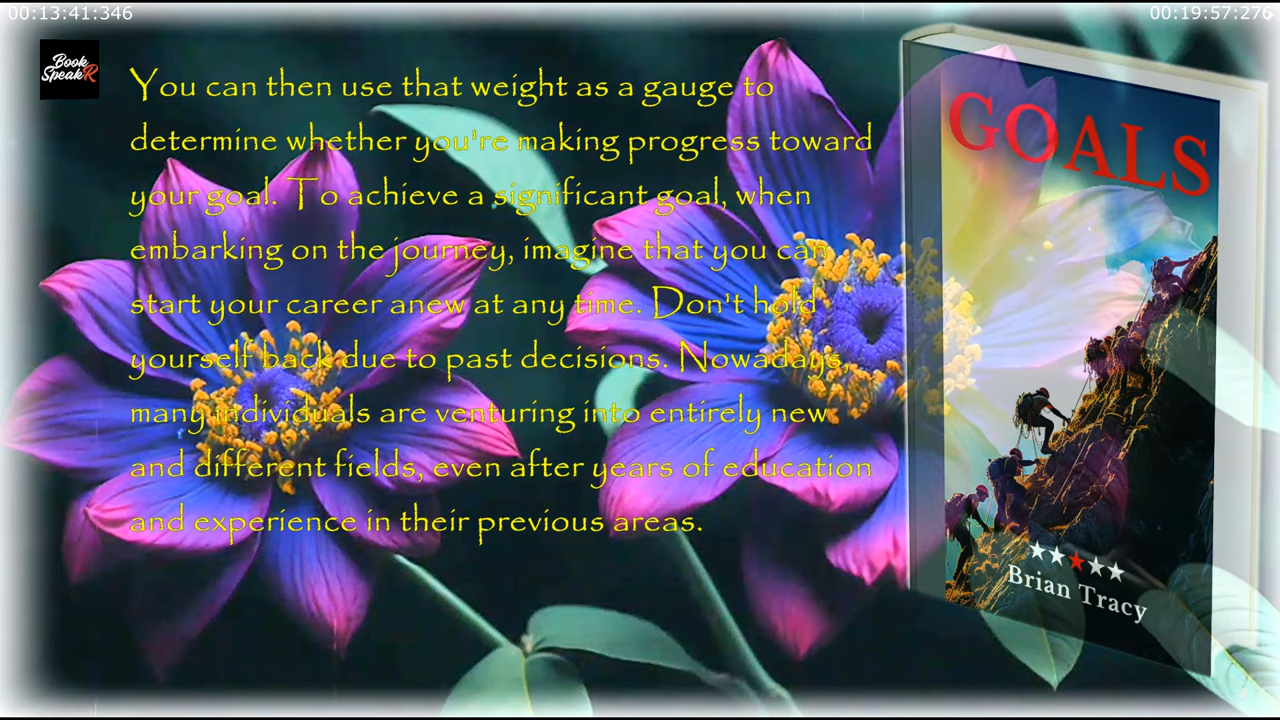 00:13:41:346
00:19:57:276
Book
SpeakR
You can then use that weight as a gauge to
determine whether you're making progress toward
your goal. To achieve a significant goal, when
embarking on the journey, imagine that you can
start your career anew at any time. Don't hold
yourself back due to past decisions. Nowadays,
many individuals are venturing into entirely new
and different fields, even after years of education
and experience in their previous areas.
GOALS
Brian Tracy